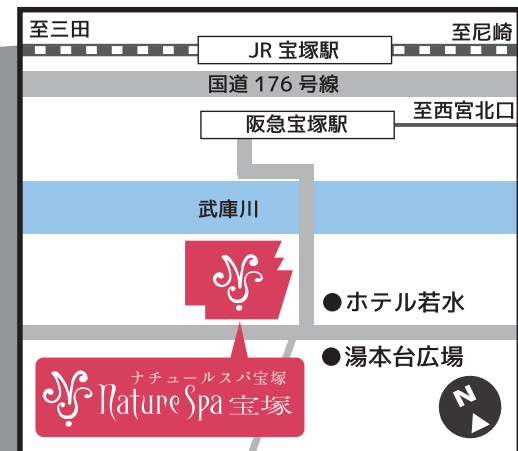 至三田
至尼崎
JR 宝塚駅
国道 176 号線
至西宮北口
阪急宝塚駅
武庫川
●ホテル若水
●湯本台広場
ナチュールスパ宝塚
Nature Spa 宝塚
N